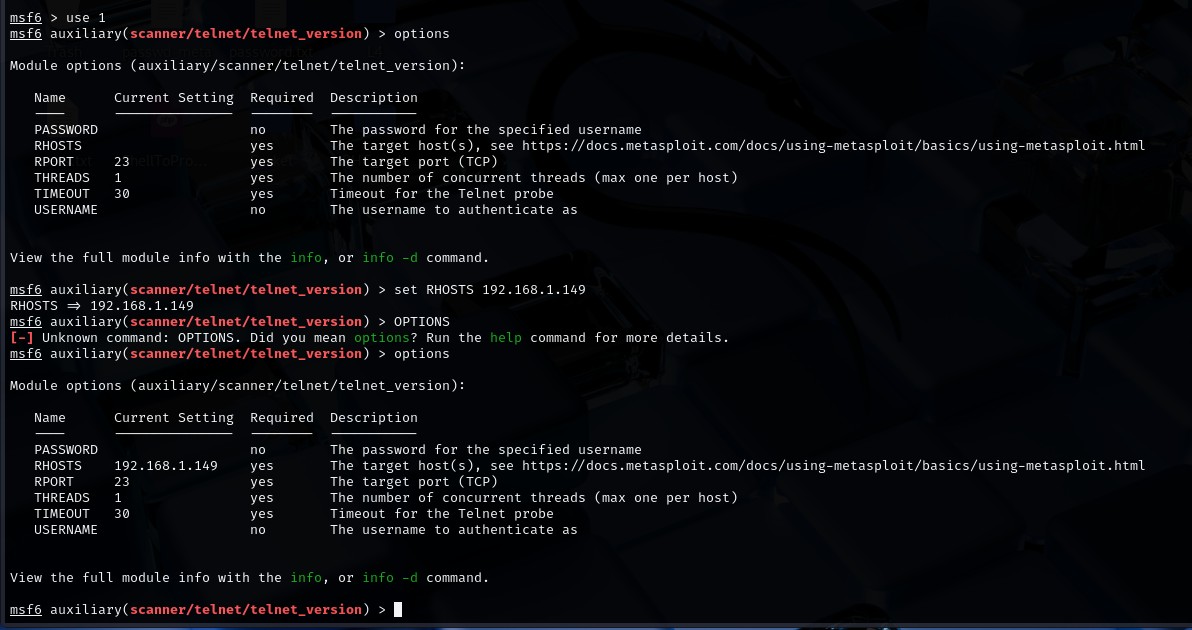 msf6 > use 1
msf6 auxiliary(scanner/telnet/telnet_version) > options
Module options (auxiliary/scanner/telnet/telnet_version):
Name Current Setting Required Description
PASSWORD no The password for the specified username
RHOSTS yes The target host(s), see https://docs.metasploit.com/docs/using-metasploit/basics/using-metasploit.html
RPORT 23 yes The target port (TCP)
THREADS 1 yes The number of concurrent threads (max one per host)
TIMEOUT 30 yes Timeout for the Telnet probe
USERNAME no The username to authenticate as
View the full module info with the info, or info -d command.
msf6 auxiliary(scanner/telnet/telnet_version) > set RHOSTS 192.168.1.149
RHOSTS => 192.168.1.149
msf6 auxiliary(scanner/telnet/telnet_version) > OPTIONS
[-] Unknown command: OPTIONS. Did you mean options? Run the help command for more details.
msf6 auxiliary(scanner/telnet/telnet_version) > options
Module options (auxiliary/scanner/telnet/telnet_version):
Name Current Setting Required Description
PASSWORD no The password for the specified username
RHOSTS 192.168.1.149 yes The target host(s), see https://docs.metasploit.com/docs/using-metasploit/basics/using-metasploit.html
RPORT 23 yes The target port (TCP)
THREADS 1 yes The number of concurrent threads (max one per host)
TIMEOUT 30 yes Timeout for the Telnet probe
USERNAME no The username to authenticate as
View the full module info with the info, or info -d command.
msf6 auxiliary(scanner/telnet/telnet_version) >